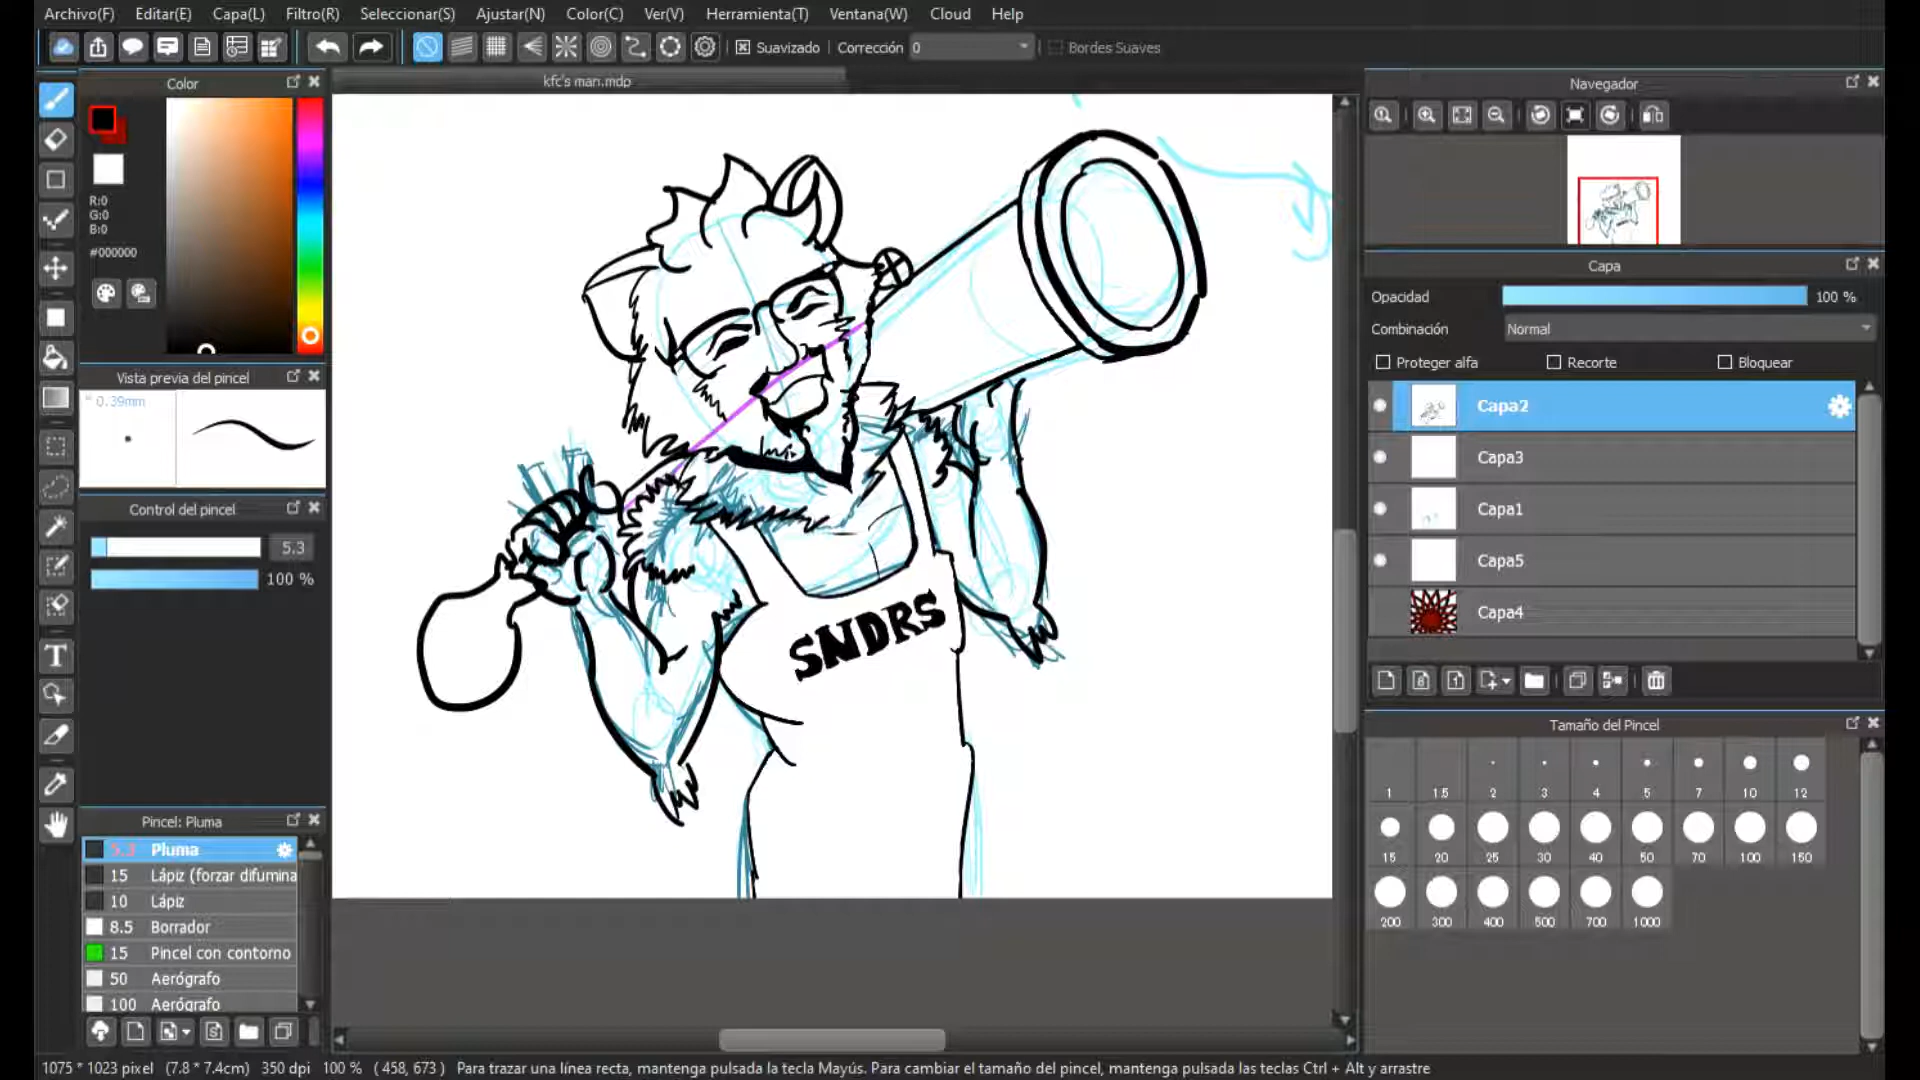 Archivo(F) Editar(E) Capa(L) Filtro(R) Seleccionar(S) Ajustar(N) Color(C) Ver(V) Herramienta(T) Ventana(W) Cloud Help
Suavizado Corrección 0 Bordes Suaves
Color
kfc's man.mdp
R:0
G:0
B:0
#000000
Vista previa del pincel
0.39mm
Control del pincel
5.3
100 %
Pincel: Pluma
5.3 Pluma
15 Lápiz (forzar difumina
10 Lápiz
8.5 Borrador
15 Pincel con contorno
50 Aerógrafo
100 Aerógrafo
T
SNDRS
Navegador
Capa
Opacidad 100 %
Combinación Normal
Proteger alfa Recorte Bloquear
Capa2
Capa3
Capa1
Capa5
Capa4
Tamaño del Pincel
1 1.5 2 3 4 5 7 10 12
15 20 25 30 40 50 70 100 150
200 300 400 500 700 1000
1075 * 1023 pixel (7.8 * 7.4cm) 350 dpi 100 % ( 458, 673 ) Para trazar una línea recta, mantenga pulsada la tecla Mayús. Para cambiar el tamaño del pincel, mantenga pulsadas las teclas Ctrl + Alt y arrastre